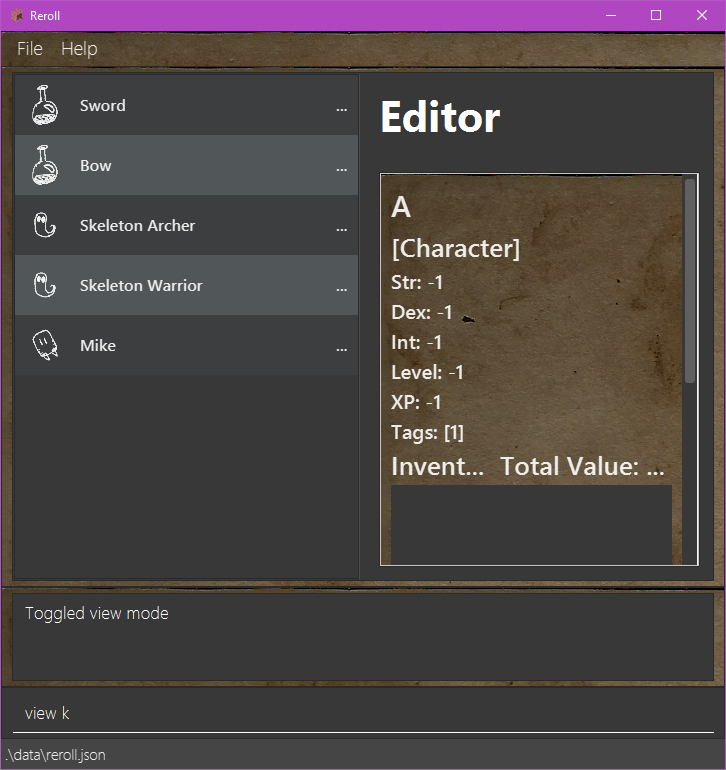 Reroll
File Help
Sword ...
Bow ...
Skeleton Archer ...
Skeleton Warrior ...
Mike ...
Editor
A
[Character]
Str: -1
Dex: -1
Int: -1
Level: -1
XP: -1
Tags: [1]
Invent... Total Value: ...
Toggled view mode
view k
.\data\reroll.json